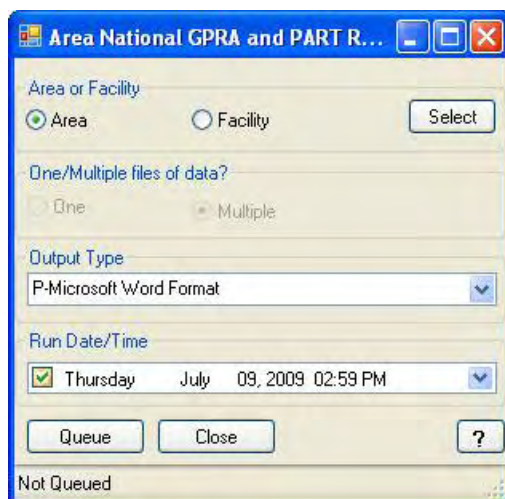 Area National GPRA and PART R...
Area or Facility
Area Facility Select
One/Multiple files of data?
One Multiple
Output Type
P-Microsoft Word Format
Run Date/Time
Thursday July 09, 2009 02:59 PM
Queue Close ?
Not Queued